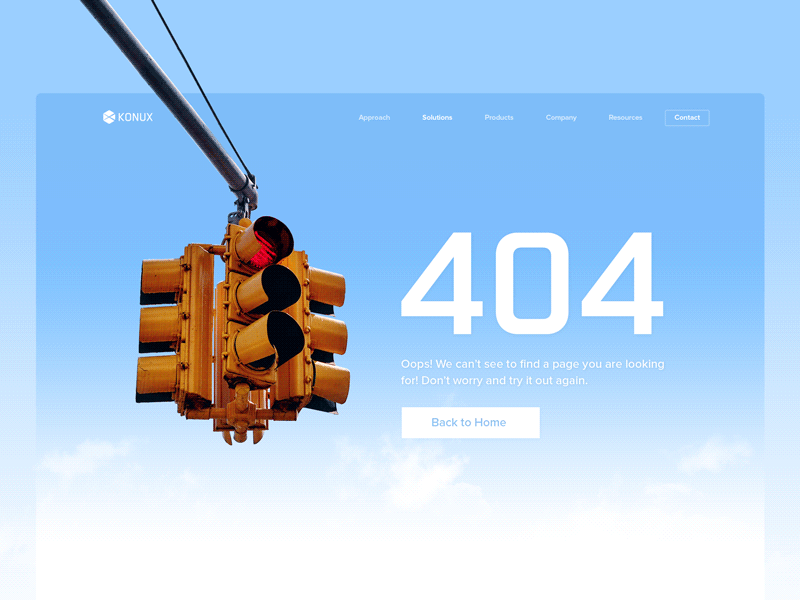 KONUX
Approach
Solutions
Products
Company
Resources
Contact
404
Oops! We can't see to find a page you are looking
for! Don't worry and try it out again.
Back to Home